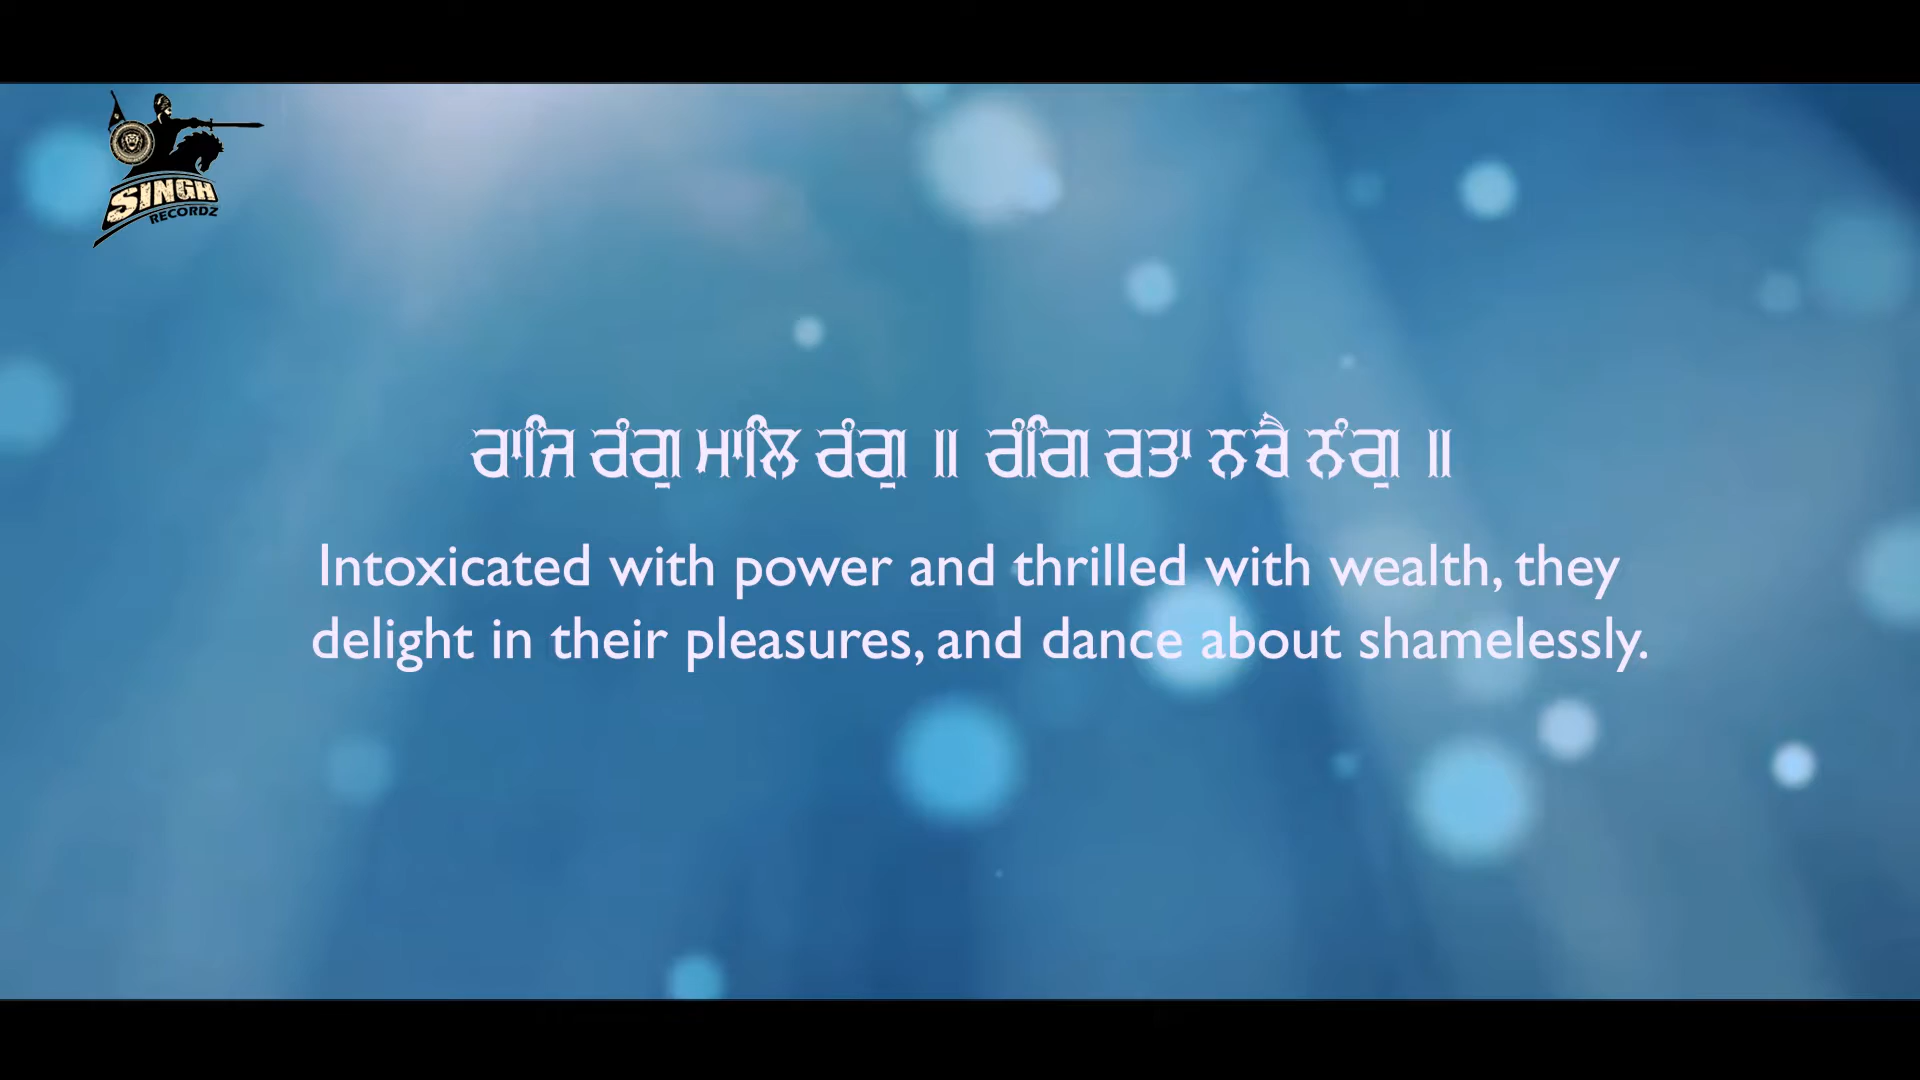 SINGH
RECORDZ
ਰਾਜਿ ਰੰਗੁ ਮਾਲਿ ਰੰਗੁ ॥ ਰੰਗਿ ਰਤਾ ਨਚੈ ਨੰਗੁ ॥
Intoxicated with power and thrilled with wealth, they
delight in their pleasures, and dance about shamelessly.